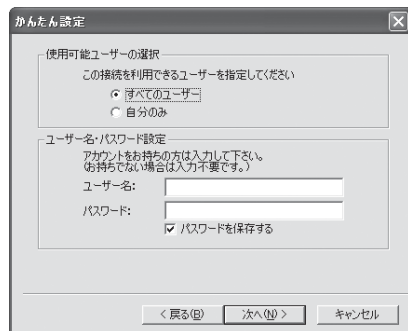 かんたん設定
使用可能ユーザーの選択
この接続を利用できるユーザーを指定してください
すべてのユーザー
自分のみ
ユーザー名・パスワード設定
アカウントをお持ちの方は入力して下さい。
(お持ちでない場合は入力不要です。)
ユーザー名:
パスワード:
パスワードを保存する
< 戻る(B)
次へ(N) >
キャンセル